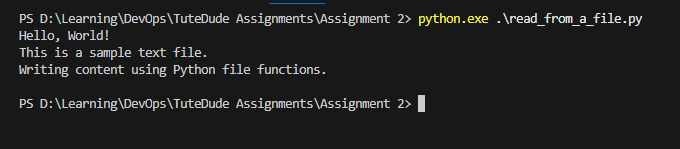 PS D:\Learning\DevOps\TuteDude Assignments\Assignment 2> python.exe .\read_from_a_file.py
Hello, World!
This is a sample text file.
Writing content using Python file functions.
PS D:\Learning\DevOps\TuteDude Assignments\Assignment 2>